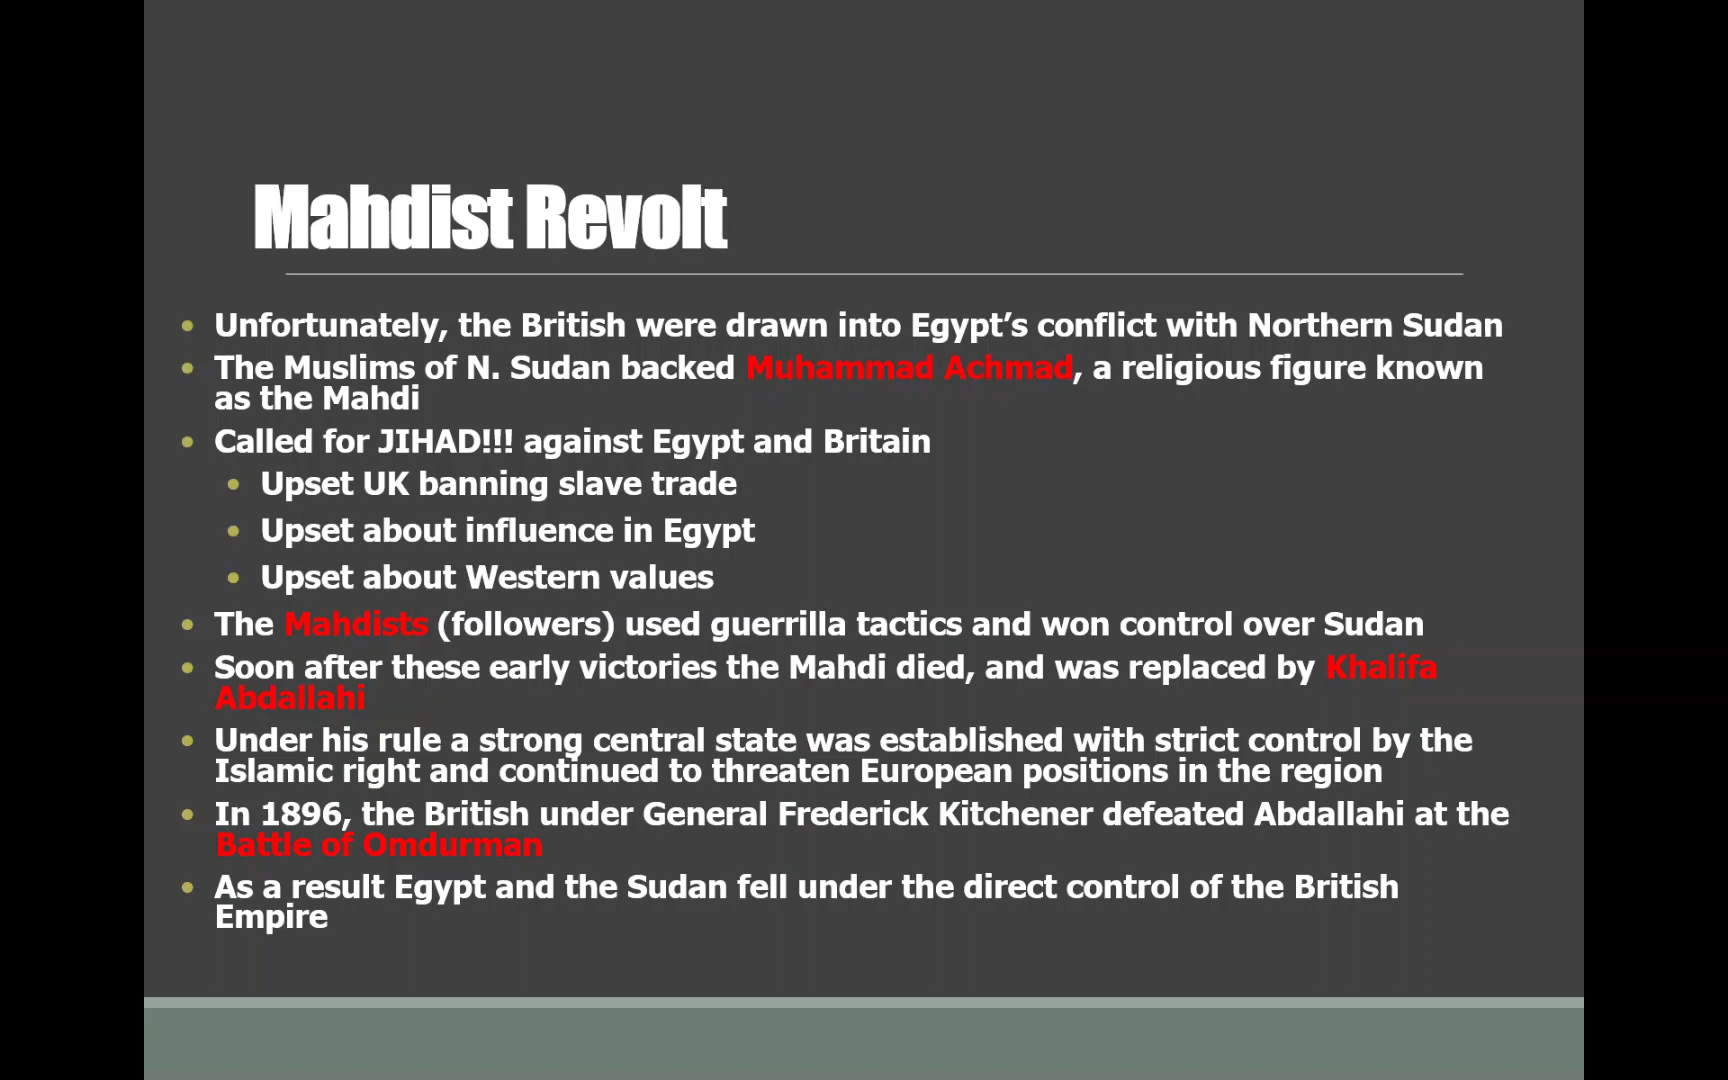 Mahdist Revolt
Unfortunately, the British were drawn into Egypt’s conflict with Northern Sudan
The Muslims of N. Sudan backed Muhammad Achmad, a religious figure known
as the Mahdi
Called for JIHAD!!! against Egypt and Britain
Upset UK banning slave trade
Upset about influence in Egypt
Upset about Western values
The Mahdists (followers) used guerrilla tactics and won control over Sudan
Soon after these early victories the Mahdi died, and was replaced by Khalifa
Abdallahi
Under his rule a strong central state was established with strict control by the
Islamic right and continued to threaten European positions in the region
In 1896, the British under General Frederick Kitchener defeated Abdallahi at the
Battle of Omdurman
As a result Egypt and the Sudan fell under the direct control of the British
Empire